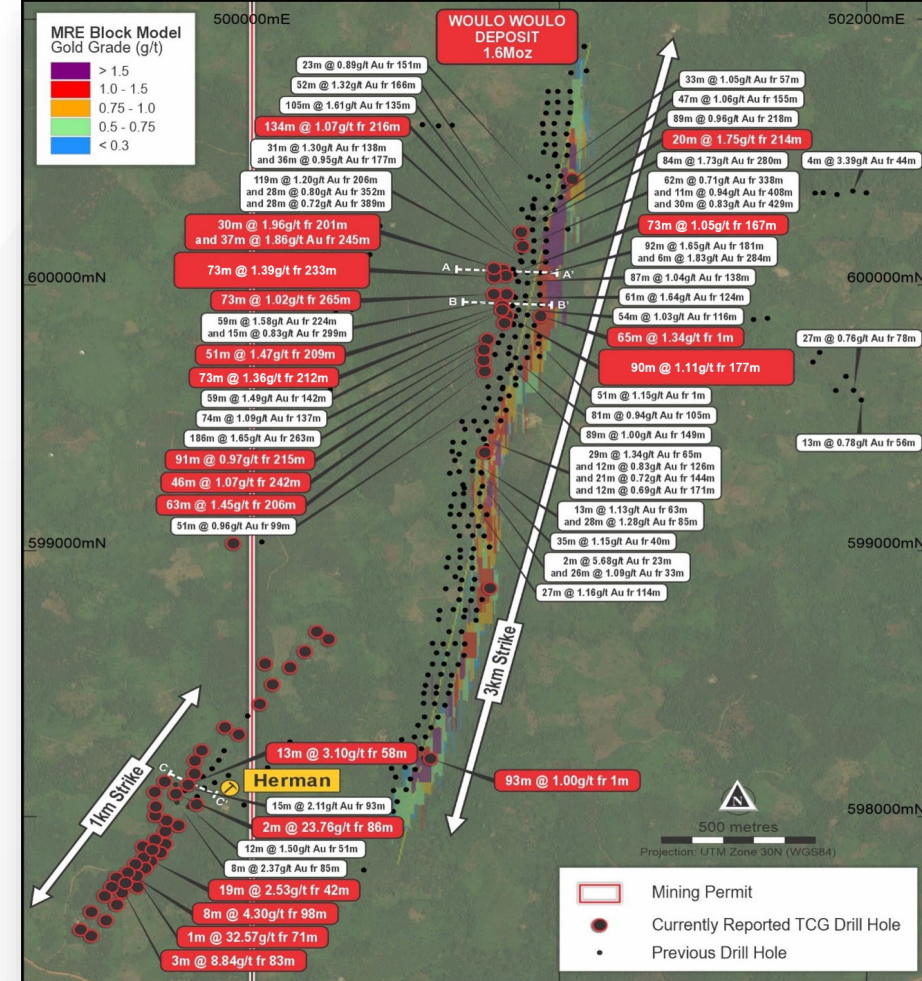 500000mE
502000mE
MRE Block Model
Gold Grade (g/t)
> 1.5
1.0 - 1.5
0.75 - 1.0
0.5 - 0.75
< 0.3
WOULO WOULO
DEPOSIT
1.6Moz
23m @ 0.89g/t Au fr 151m
52m @ 1.32g/t Au fr 166m
105m @ 1.61g/t Au fr 135m
134m @ 1.07g/t fr 216m
31m @ 1.30g/t Au fr 138m
and 36m @ 0.95g/t Au fr 177m
119m @ 1.20g/t Au fr 206m
and 28m @ 0.80g/t Au fr 352m
and 28m @ 0.72g/t Au fr 389m
30m @ 1.96g/t fr 201m
and 37m @ 1.86g/t Au fr 245m
73m @ 1.39g/t fr 233m
73m @ 1.02g/t fr 265m
59m @ 1.58g/t Au fr 224m
and 15m @ 0.83g/t Au fr 299m
51m @ 1.47g/t fr 209m
73m @ 1.36g/t fr 212m
59m @ 1.49g/t Au fr 142m
74m @ 1.09g/t Au fr 137m
186m @ 1.65g/t Au fr 263m
91m @ 0.97g/t fr 215m
46m @ 1.07g/t fr 242m
63m @ 1.45g/t fr 206m
51m @ 0.96g/t Au fr 99m
33m @ 1.05g/t Au fr 57m
47m @ 1.06g/t Au fr 155m
89m @ 0.96g/t Au fr 218m
20m @ 1.75g/t fr 214m
84m @ 1.73g/t Au fr 280m
4m @ 3.39g/t Au fr 44m
62m @ 0.71g/t Au fr 338m
and 11m @ 0.94g/t Au fr 408m
and 30m @ 0.83g/t Au fr 429m
73m @ 1.05g/t fr 167m
92m @ 1.65g/t Au fr 181m
and 6m @ 1.83g/t Au fr 284m
87m @ 1.04g/t Au fr 138m
61m @ 1.64g/t Au fr 124m
54m @ 1.03g/t Au fr 116m
65m @ 1.34g/t fr 1m
27m @ 0.76g/t Au fr 78m
90m @ 1.11g/t fr 177m
51m @ 1.15g/t Au fr 1m
81m @ 0.94g/t Au fr 105m
89m @ 1.00g/t Au fr 149m
13m @ 0.78g/t Au fr 56m
29m @ 1.34g/t Au fr 65m
and 12m @ 0.83g/t Au fr 126m
and 21m @ 0.72g/t Au fr 144m
and 12m @ 0.69g/t Au fr 171m
13m @ 1.13g/t Au fr 63m
and 28m @ 1.28g/t Au fr 85m
35m @ 1.15g/t Au fr 40m
2m @ 5.68g/t Au fr 23m
and 26m @ 1.09g/t Au fr 33m
27m @ 1.16g/t Au fr 114m
A
A'
B
B'
600000mN
600000mN
599000mN
599000mN
3km Strike
1km Strike
C
C'
13m @ 3.10g/t fr 58m
Herman
15m @ 2.11g/t Au fr 93m
2m @ 23.76g/t fr 86m
12m @ 1.50g/t Au fr 51m
8m @ 2.37g/t Au fr 85m
19m @ 2.53g/t fr 42m
8m @ 4.30g/t fr 98m
1m @ 32.57g/t fr 71m
3m @ 8.84g/t fr 83m
93m @ 1.00g/t fr 1m
598000mN
N
500 metres
Projection: UTM Zone 30N (WGS84)
Mining Permit
Currently Reported TCG Drill Hole
Previous Drill Hole